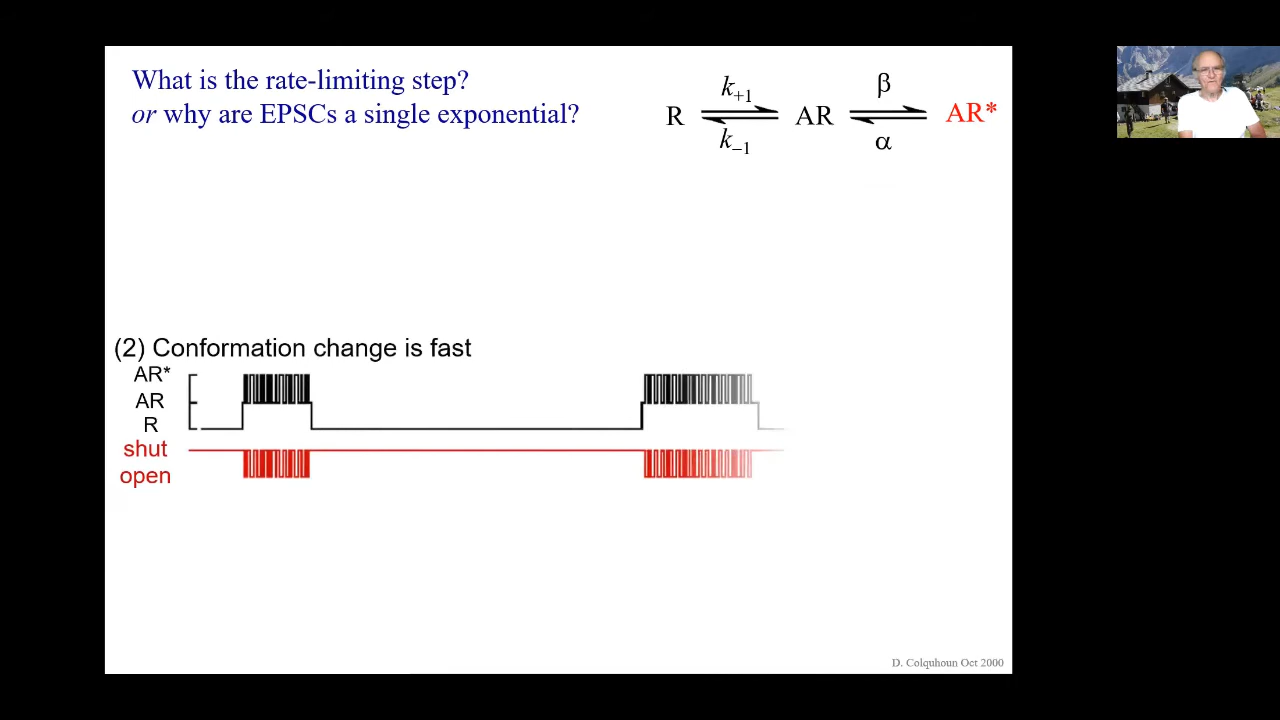 What is the rate-limiting step?
or why are EPSCs a single exponential?
k+1
β
R
AR
AR*
k−1
α
(2) Conformation change is fast
AR*
AR
R
shut
open
D. Colquhoun Oct 2000